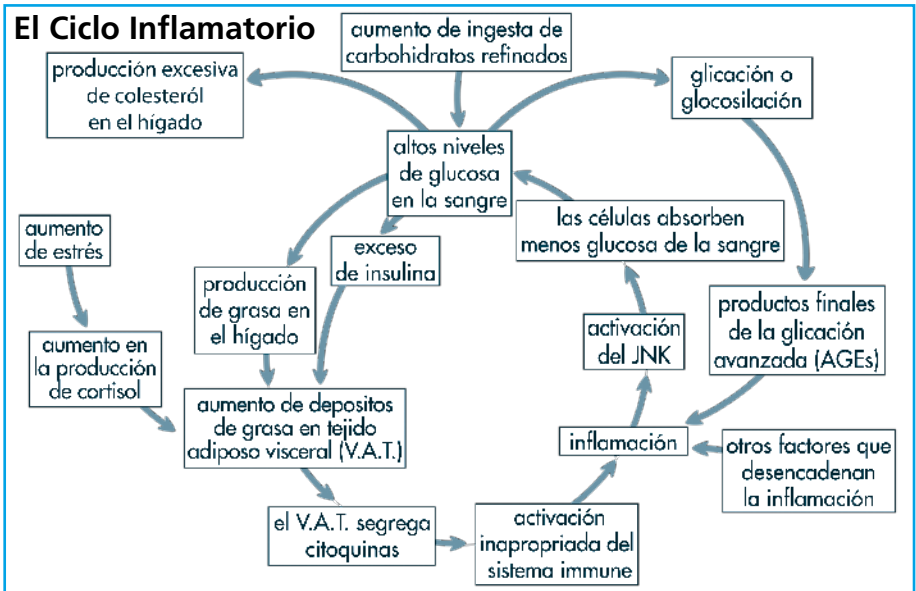 El Ciclo Inflamatorio
aumento de ingesta de
carbohidratos refinados
producción excesiva
de colesteról
en el hígado
glicación o
glocosilación
altos niveles
de glucosa
en la sangre
aumento
de estrés
exceso
de insulina
las células absorben
menos glucosa de la sangre
producción
de grasa en
el hígado
aumento en
la producción
de cortisol
activación
del JNK
productos finales
de la glicación
avanzada (AGEs)
aumento de depositos
de grasa en tejido
adiposo visceral (V.A.T.)
inflamación
otros factores que
desencadenan
la inflamación
el V.A.T. segrega
citoquinas
activación
inapropriada del
sistema immune